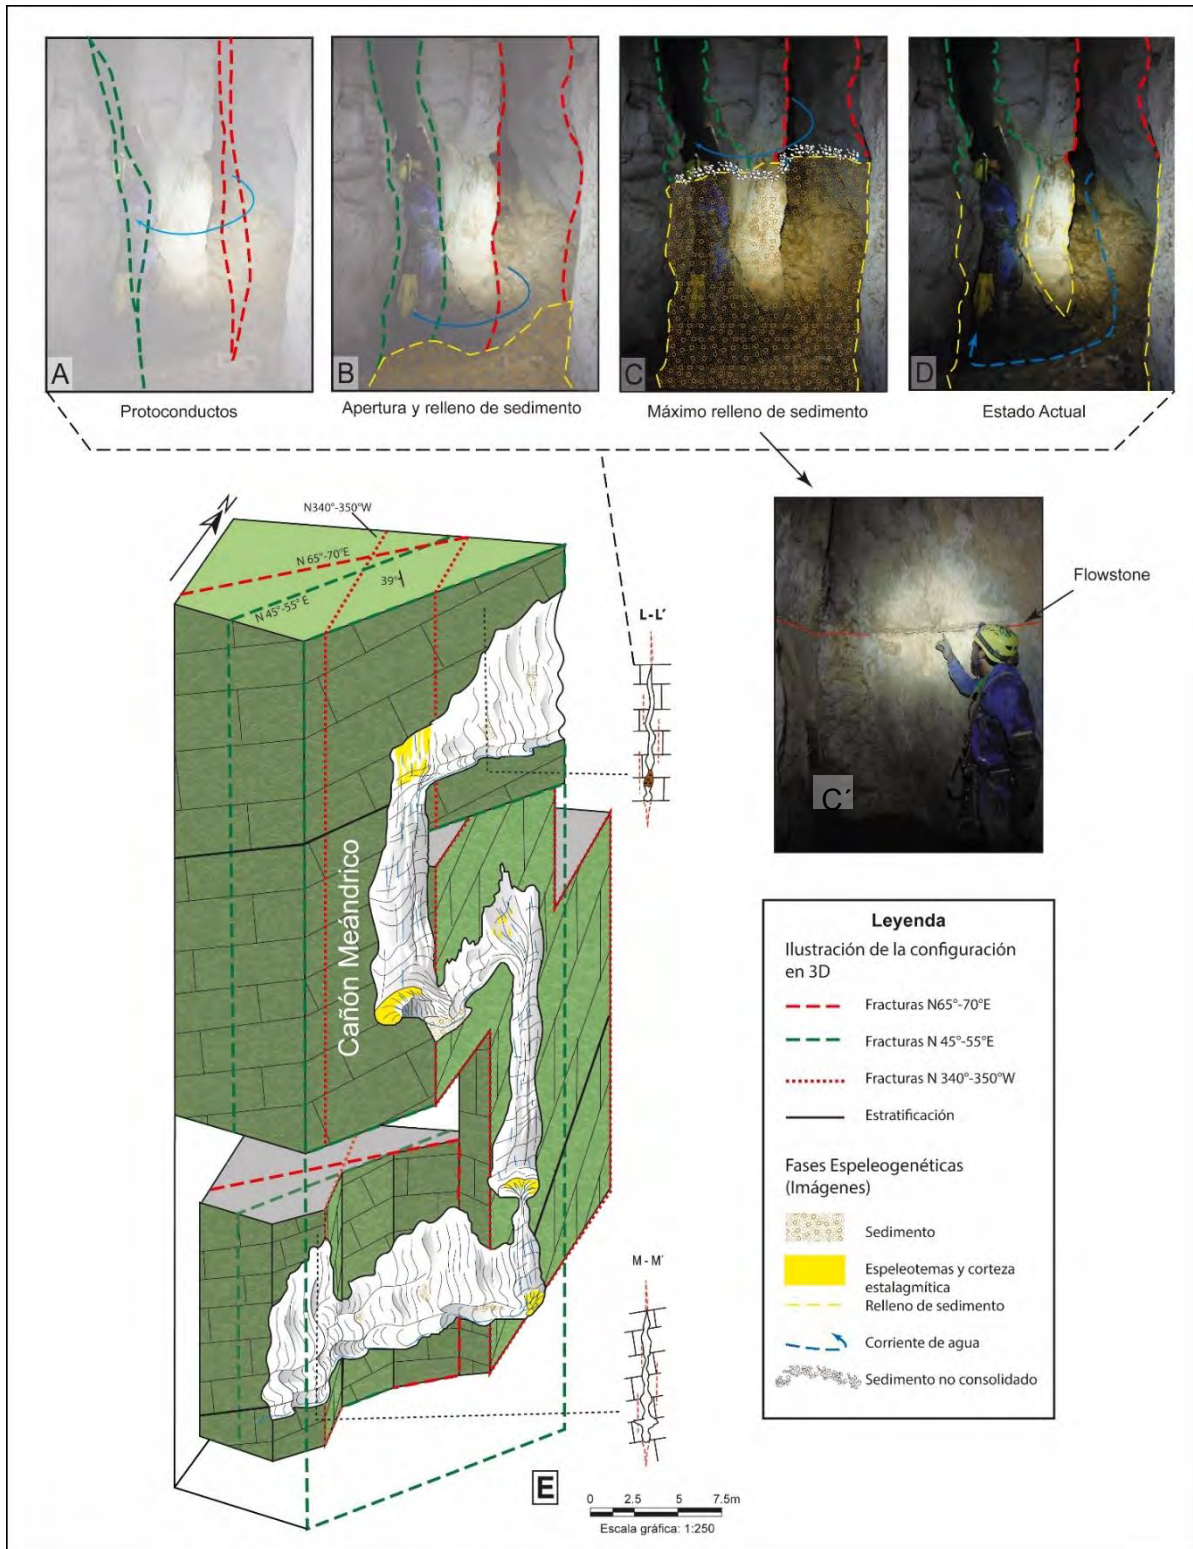 A
B
C
D
Protoconductos
Apertura y relleno de sedimento
Máximo relleno de sedimento
Estado Actual
N
N340°-350°W
N 65°-70°E
39°
N 45°-55° E
L-L´
Flowstone
C´
Cañón Meándrico
Leyenda
Ilustración de la configuración
en 3D
Fracturas N65°-70°E
Fracturas N 45°-55°E
Fracturas N 340°-350°W
Estratificación
Fases Espeleogenéticas
(Imágenes)
Sedimento
Espeleotemas y corteza
estalagmítica
Relleno de sedimento
Corriente de agua
Sedimento no consolidado
M - M´
E
0 2.5 5 7.5m
Escala gráfica: 1:250